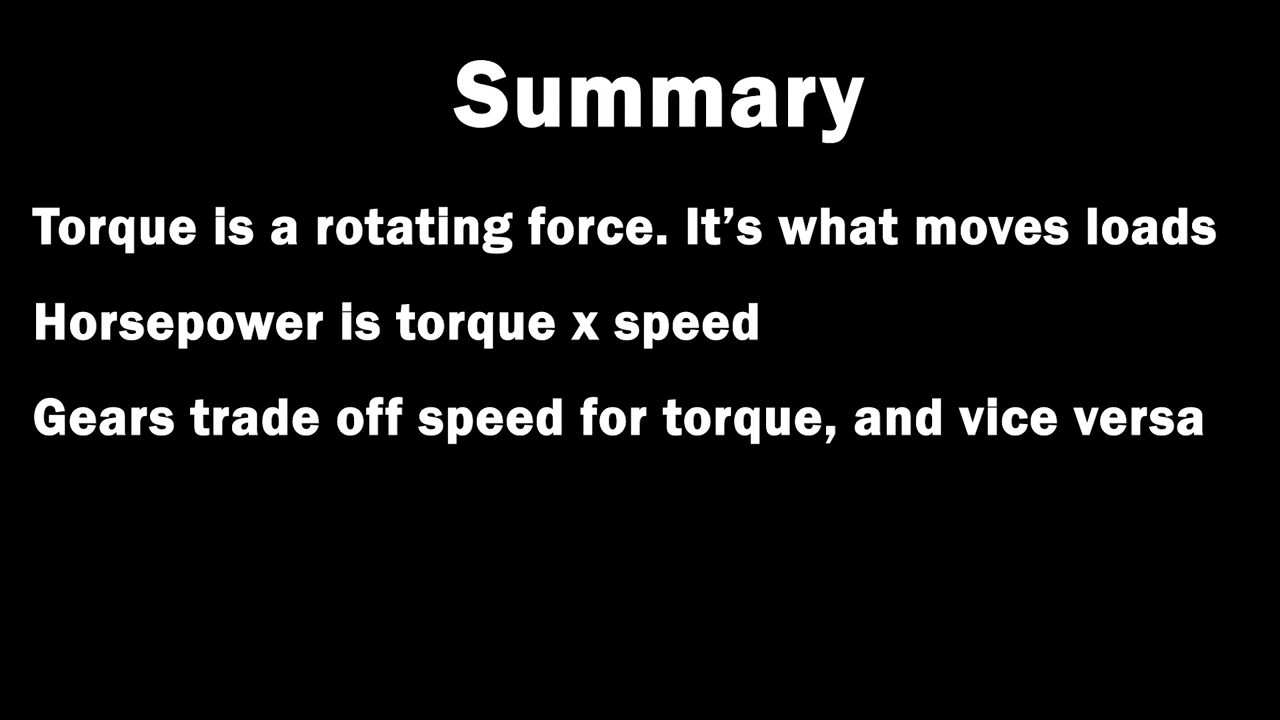 Summary
Torque is a rotating force. It’s what moves loads
Horsepower is torque x speed
Gears trade off speed for torque, and vice versa